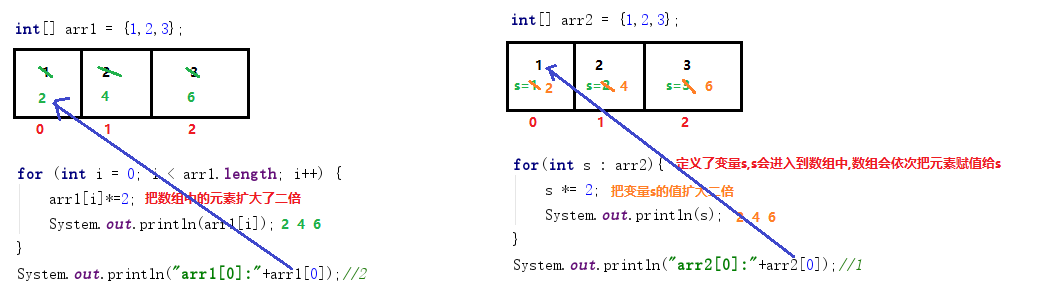 int[] arr1 = {1,2,3};
1 2 3
2 4 6
0 1 2
for (int i = 0; i < arr1.length; i++) {
arr1[i]*=2; 把数组中的元素扩大了二倍
System.out.println(arr1[i]); 2 4 6
}
System.out.println("arr1[0]:"+arr1[0]);//2
int[] arr2 = {1,2,3};
1 2 3
s=1 2 s=2 4 s=3 6
0 1 2
for(int s : arr2){ 定义了变量s,s会进入到数组中,数组会依次把元素赋值给s
s *= 2; 把变量s的值扩大二倍
System.out.println(s); 2 4 6
}
System.out.println("arr2[0]:"+arr2[0]);//1